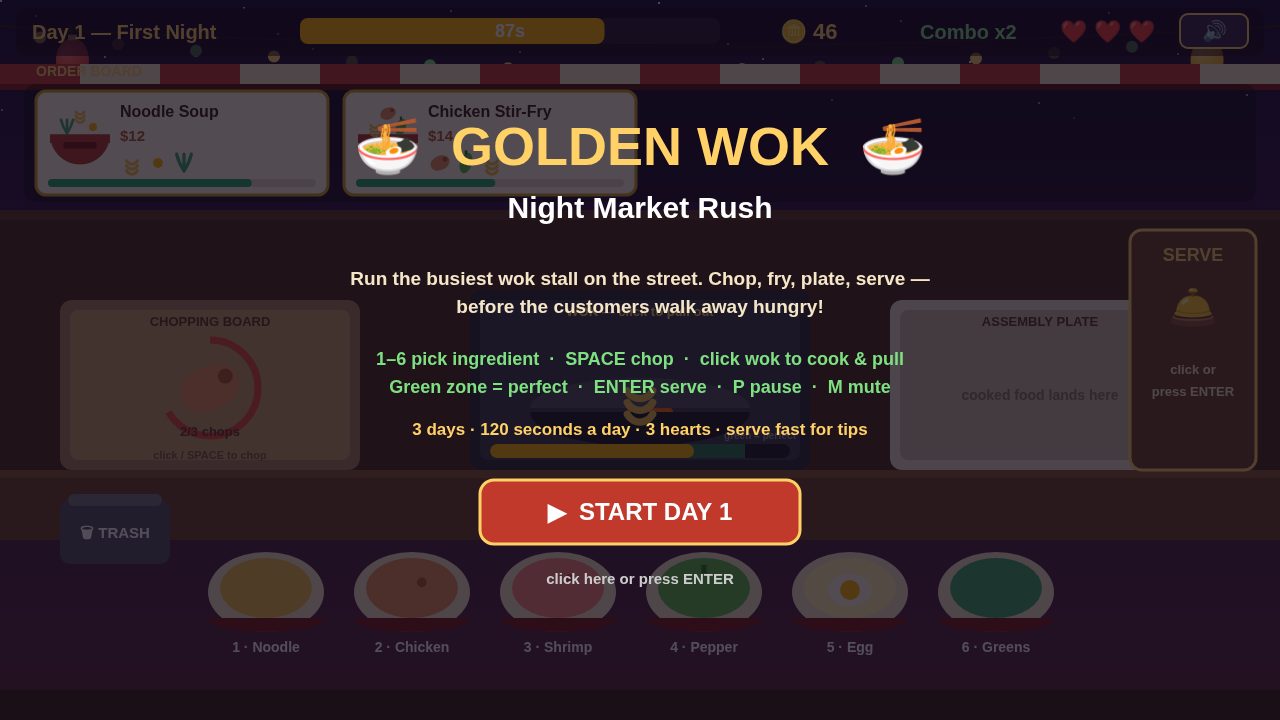 Day 1 — First Night
87s
46
Combo x2
ORDER BOARD
Noodle Soup
$12
Chicken Stir-Fry
$14
GOLDEN WOK
Night Market Rush
Run the busiest wok stall on the street. Chop, fry, plate, serve —
before the customers walk away hungry!
1–6 pick ingredient · SPACE chop · click wok to cook & pull
Green zone = perfect · ENTER serve · P pause · M mute
3 days · 120 seconds a day · 3 hearts · serve fast for tips
▶ START DAY 1
click here or press ENTER
CHOPPING BOARD
2/3 chops
click / SPACE to chop
green = perfect
ASSEMBLY PLATE
cooked food lands here
SERVE
click or
press ENTER
TRASH
1 · Noodle
2 · Chicken
3 · Shrimp
4 · Pepper
5 · Egg
6 · Greens